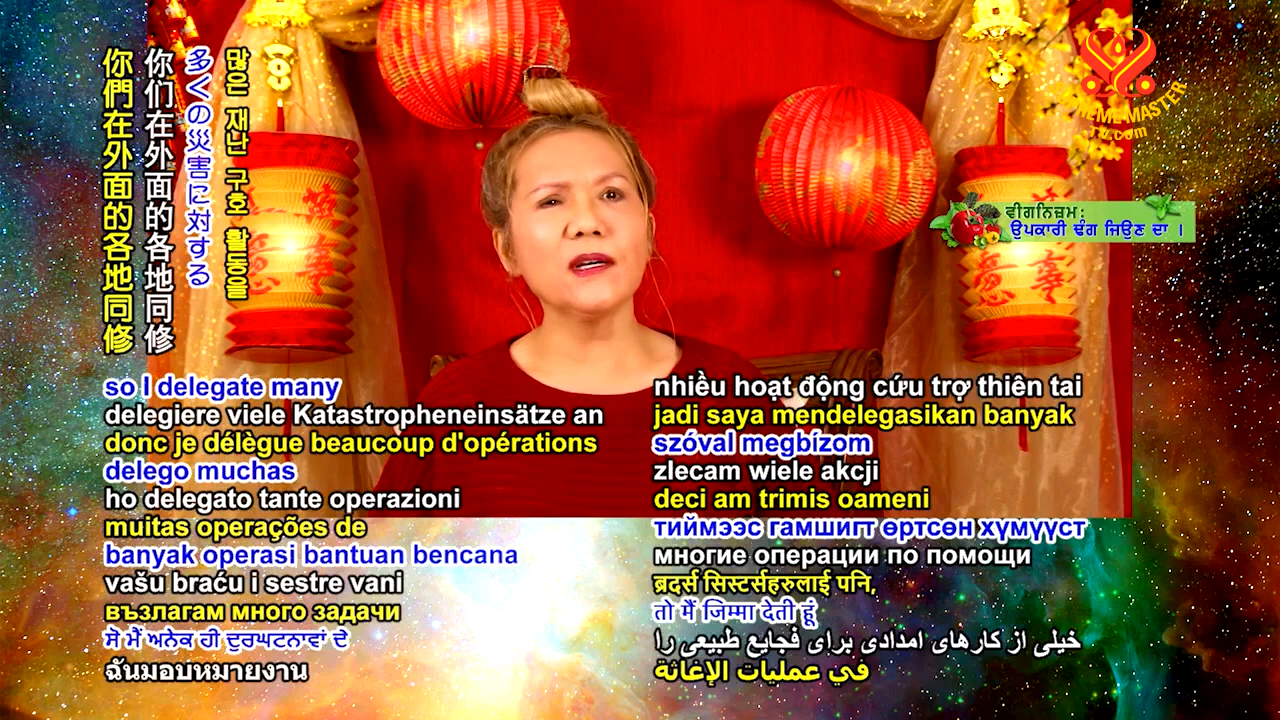 你們在外面的各地同修
你们在外面的各地同修
多くの災害に対する
많은 재난 구호 활동을
SUPREME MASTER
TV.com
ਵੀਗਨਿਜ਼ਮ:
ਉਪਕਾਰੀ ਢੰਗ ਜਿਉਣ ਦਾ ।
so I delegate many
delegiere viele Katastropheneinsätze an
donc je délègue beaucoup d'opérations
delego muchas
ho delegato tante operazioni
muitas operações de
banyak operasi bantuan bencana
vašu braću i sestre vani
възлагам много задачи
ਸੋ ਮੈਂ ਅਨੇਕ ਹੀ ਦੁਰਘਟਨਾਵਾਂ ਦੇ
ฉันมอบหมายงาน
nhiều hoạt động cứu trợ thiên tai
jadi saya mendelegasikan banyak
szóval megbízom
zlecam wiele akcji
deci am trimis oameni
тиймээс гамшигт өртсөн хүмүүст
многие операции по помощи
ब्रदर्स सिस्टर्सहरुलाई पनि,
तो मैं जिम्मा देती हूं
خیلی از کارهای امدادی برای فجایع طبیعی را
في عمليات الإغاثة